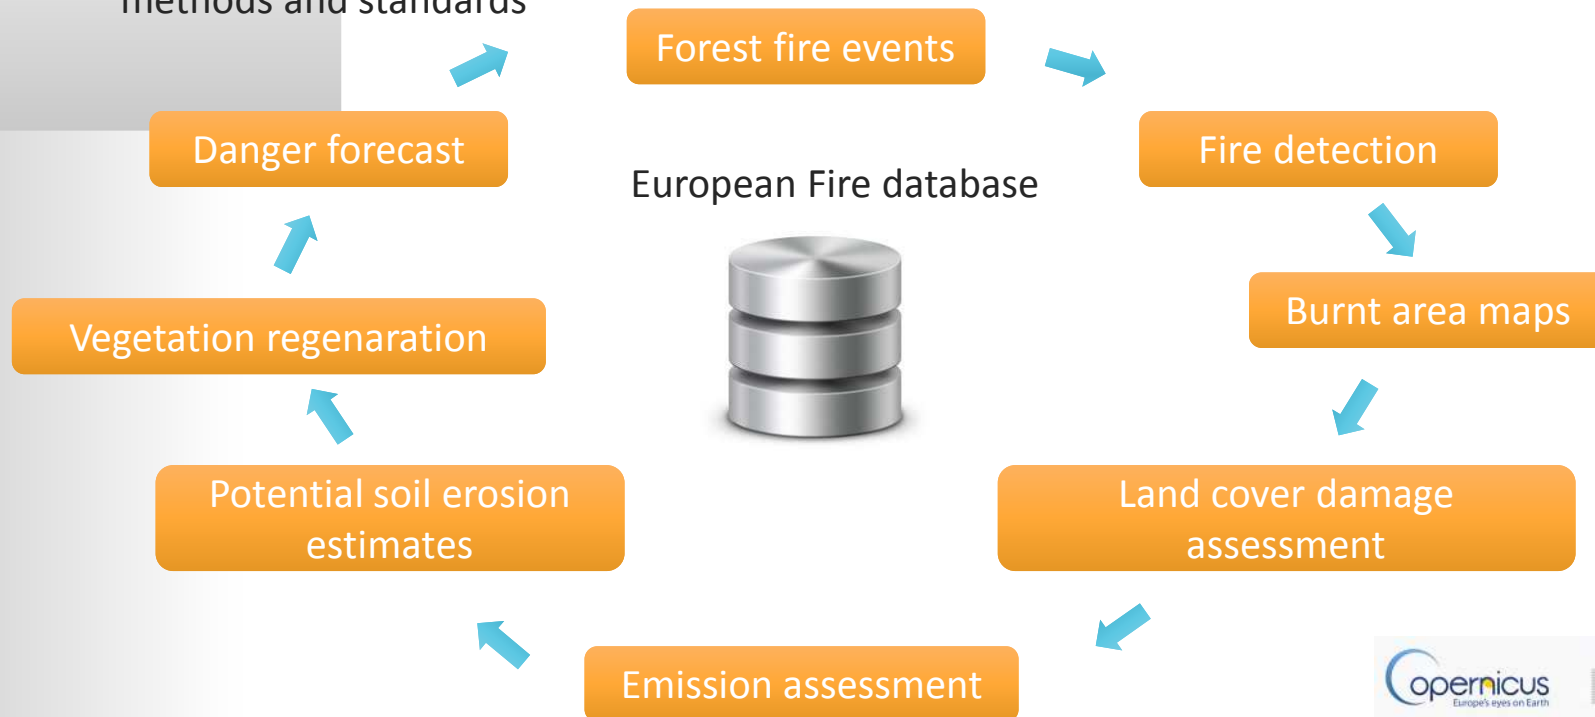 methods and standards
Forest fire events
Danger forecast
Fire detection
European Fire database
Burnt area maps
Vegetation regenaration
Potential soil erosion
estimates
Land cover damage
assessment
Emission assessment
opernicus
Europe's eyes on Earth